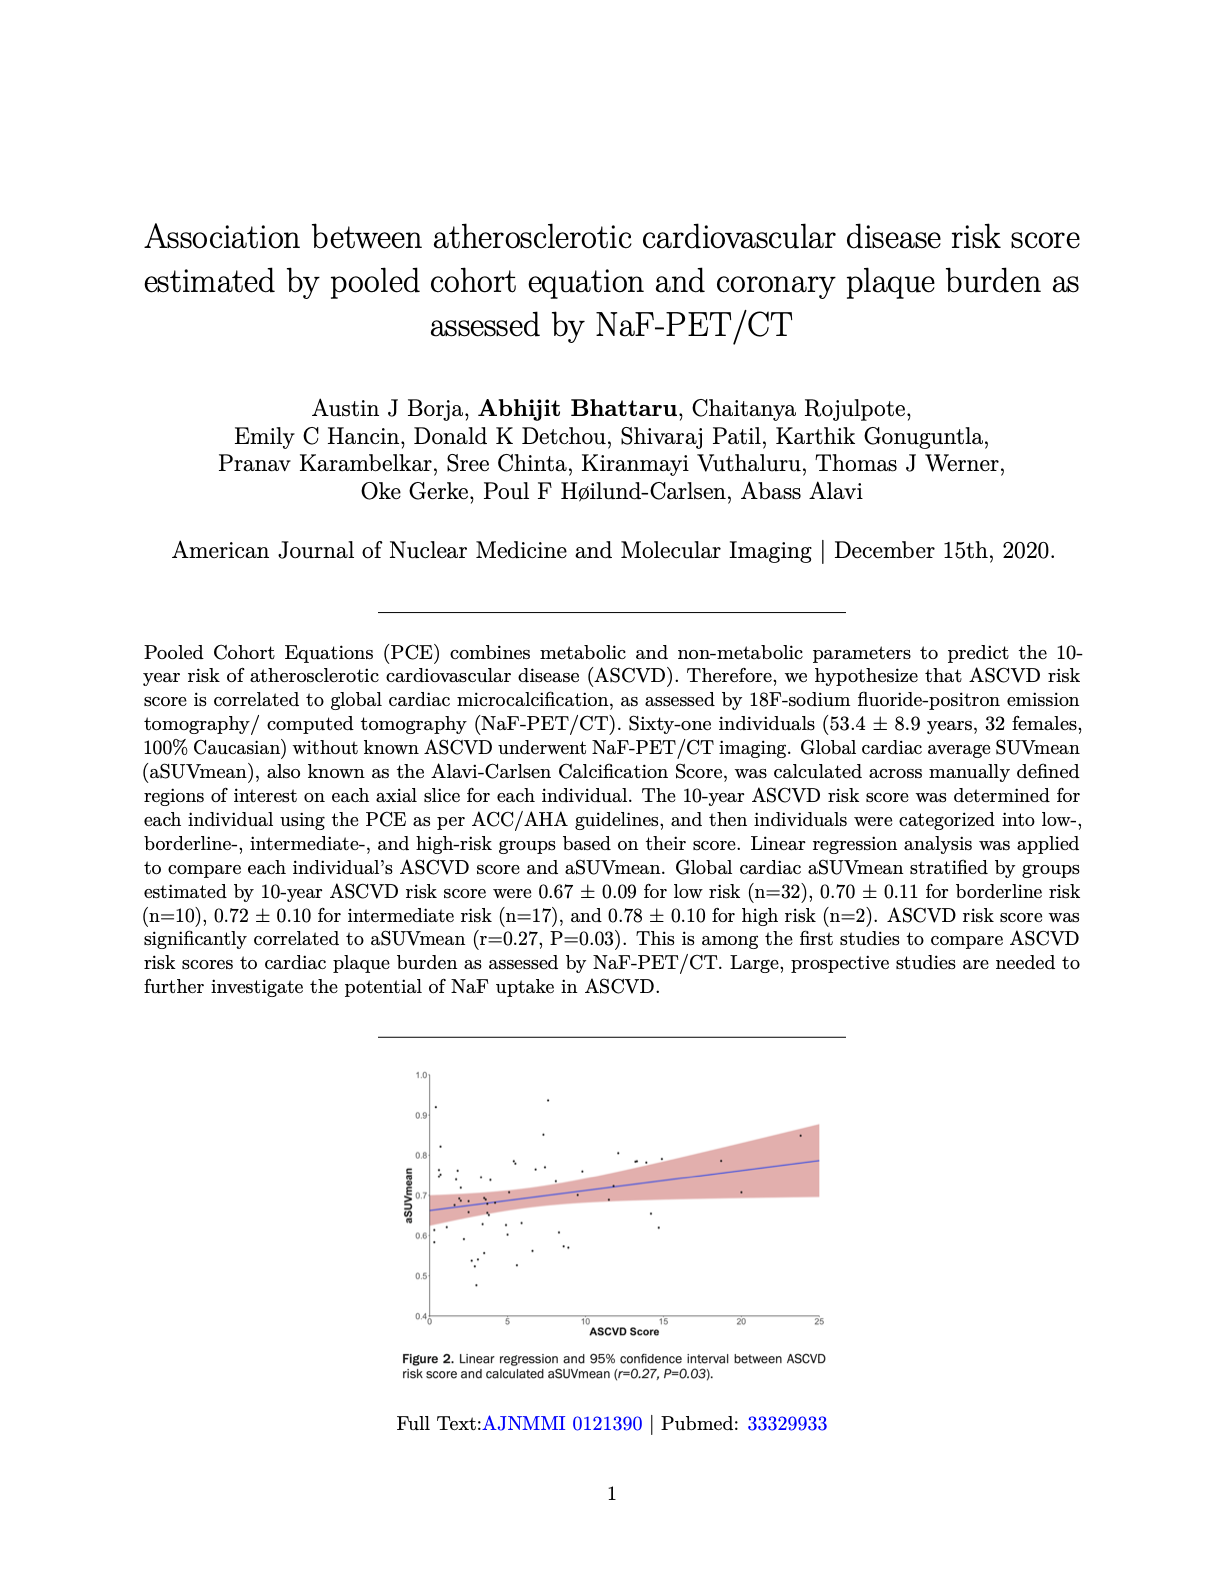 Association between atherosclerotic cardiovascular disease risk score
estimated by pooled cohort equation and coronary plaque burden as
assessed by NaF-PET/CT
Austin J Borja, Abhijit Bhattaru, Chaitanya Rojulpote,
Emily C Hancin, Donald K Detchou, Shivaraj Patil, Karthik Gonuguntla,
Pranav Karambelkar, Sree Chinta, Kiranmayi Vuthaluru, Thomas J Werner,
Oke Gerke, Poul F Høilund-Carlsen, Abass Alavi
American Journal of Nuclear Medicine and Molecular Imaging | December 15th, 2020.
Pooled Cohort Equations (PCE) combines metabolic and non-metabolic parameters to predict the 10-
year risk of atherosclerotic cardiovascular disease (ASCVD). Therefore, we hypothesize that ASCVD risk
score is correlated to global cardiac microcalcification, as assessed by 18F-sodium fluoride-positron emission
tomography/ computed tomography (NaF-PET/CT). Sixty-one individuals (53.4 ± 8.9 years, 32 females,
100% Caucasian) without known ASCVD underwent NaF-PET/CT imaging. Global cardiac average SUVmean
(aSUVmean), also known as the Alavi-Carlsen Calcification Score, was calculated across manually defined
regions of interest on each axial slice for each individual. The 10-year ASCVD risk score was determined for
each individual using the PCE as per ACC/AHA guidelines, and then individuals were categorized into low-,
borderline-, intermediate-, and high-risk groups based on their score. Linear regression analysis was applied
to compare each individual's ASCVD score and aSUVmean. Global cardiac aSUVmean stratified by groups
estimated by 10-year ASCVD risk score were 0.67 ± 0.09 for low risk (n=32), 0.70 ± 0.11 for borderline risk
(n=10), 0.72 ± 0.10 for intermediate risk (n=17), and 0.78 ± 0.10 for high risk (n=2). ASCVD risk score was
significantly correlated to aSUVmean (r=0.27, P=0.03). This is among the first studies to compare ASCVD
risk scores to cardiac plaque burden as assessed by NaF-PET/CT. Large, prospective studies are needed to
further investigate the potential of NaF uptake in ASCVD.
1.0
0.9
0.8
0.7
0.6
0.5
0.4
aSUVmean
0 5 10 15 20 25
ASCVD Score
Figure 2. Linear regression and 95% confidence interval between ASCVD
risk score and calculated aSUVmean (r=0.27, P=0.03).
Full Text:AJNMMI 0121390 | Pubmed: 33329933
1